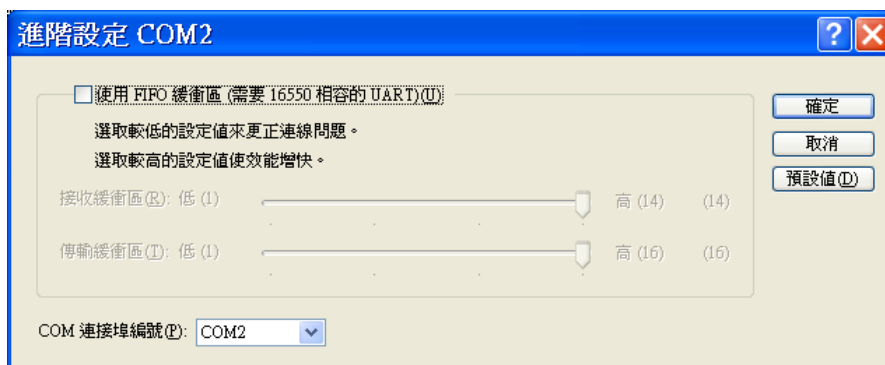 進階設定 COM2
使用 FIFO 緩衝區 (需要 16550 相容的 UART)(U)
選取較低的設定值來更正連線問題。
選取較高的設定值使效能增快。
接收緩衝區(R): 低 (1) 高 (14) (14)
傳輸緩衝區(T): 低 (1) 高 (16) (16)
COM 連接埠編號(P): COM2
確定
取消
預設值(D)